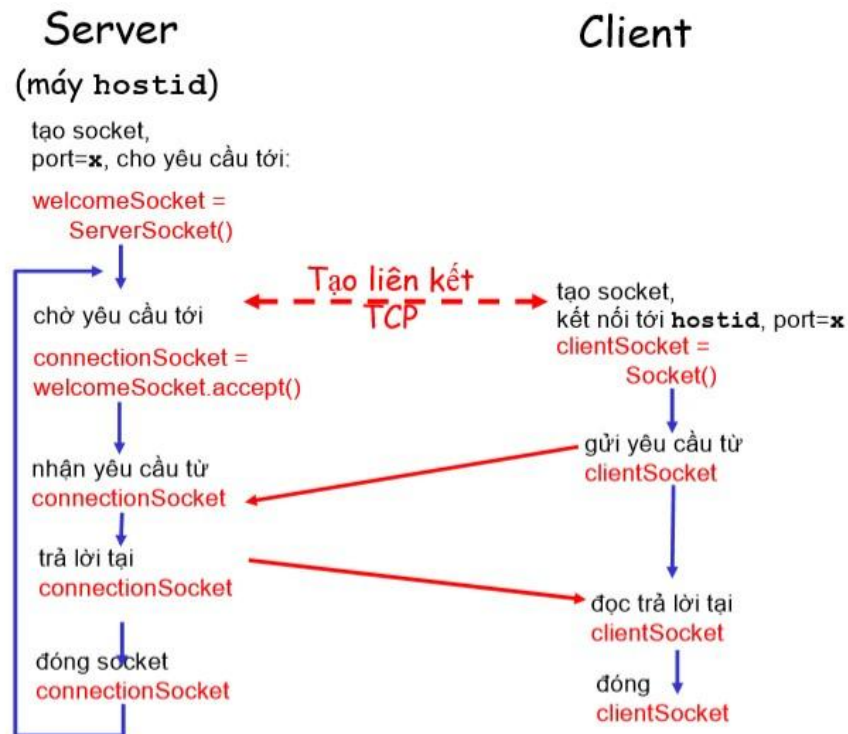 Server
(máy hostid)
tạo socket,
port=x, cho yêu cầu tới:
welcomeSocket =
ServerSocket()
chờ yêu cầu tới
connectionSocket =
welcomeSocket.accept()
nhận yêu cầu từ
connectionSocket
trả lời tại
connectionSocket
đóng socket
connectionSocket
Tạo liên kết
TCP
Client
tạo socket,
kết nối tới hostid, port=x
clientSocket =
Socket()
gửi yêu cầu từ
clientSocket
đọc trả lời tại
clientSocket
đóng
clientSocket